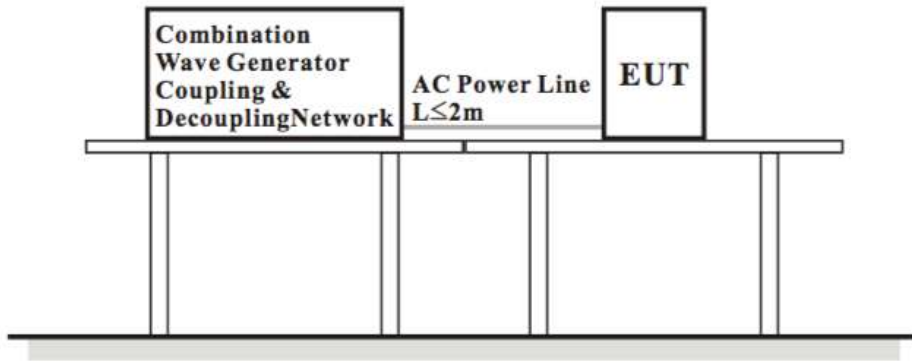 Combination
Wave Generator
Coupling &
DecouplingNetwork
AC Power Line
L≤2m
EUT